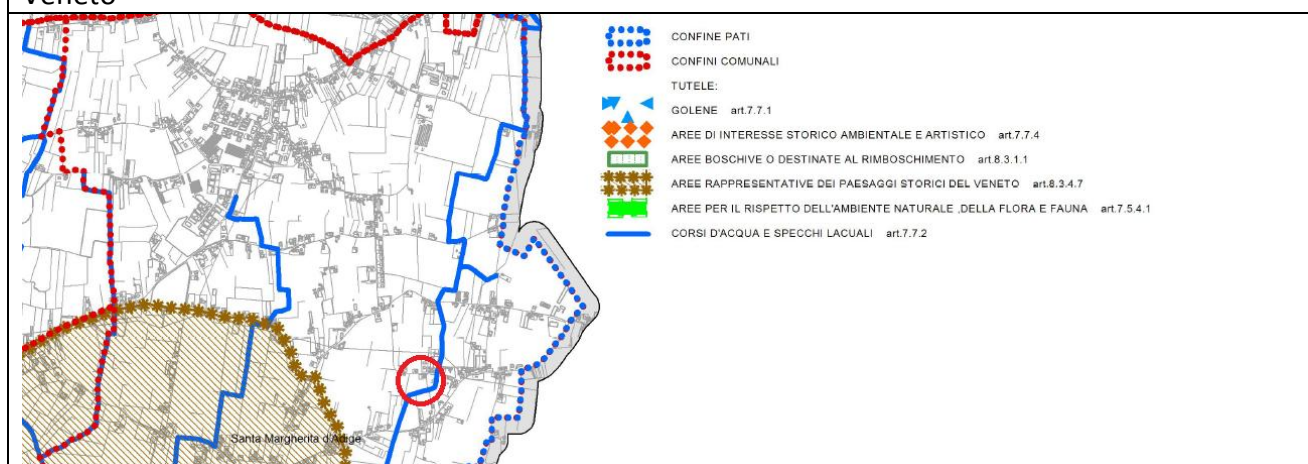 Veneto
CONFINE PATI
CONFINI COMUNALI
TUTELE:
GOLENE art.7.7.1
AREE DI INTERESSE STORICO AMBIENTALE E ARTISTICO art.7.7.4
AREE BOSCHIVE O DESTINATE AL RIMBOSCHIMENTO art.8.3.1.1
AREE RAPPRESENTATIVE DEI PAESAGGI STORICI DEL VENETO art.8.3.4.7
AREE PER IL RISPETTO DELL'AMBIENTE NATURALE ,DELLA FLORA E FAUNA art.7.5.4.1
CORSI D'ACQUA E SPECCHI LACUALI art.7.7.2
Santa Margherita d'Adige